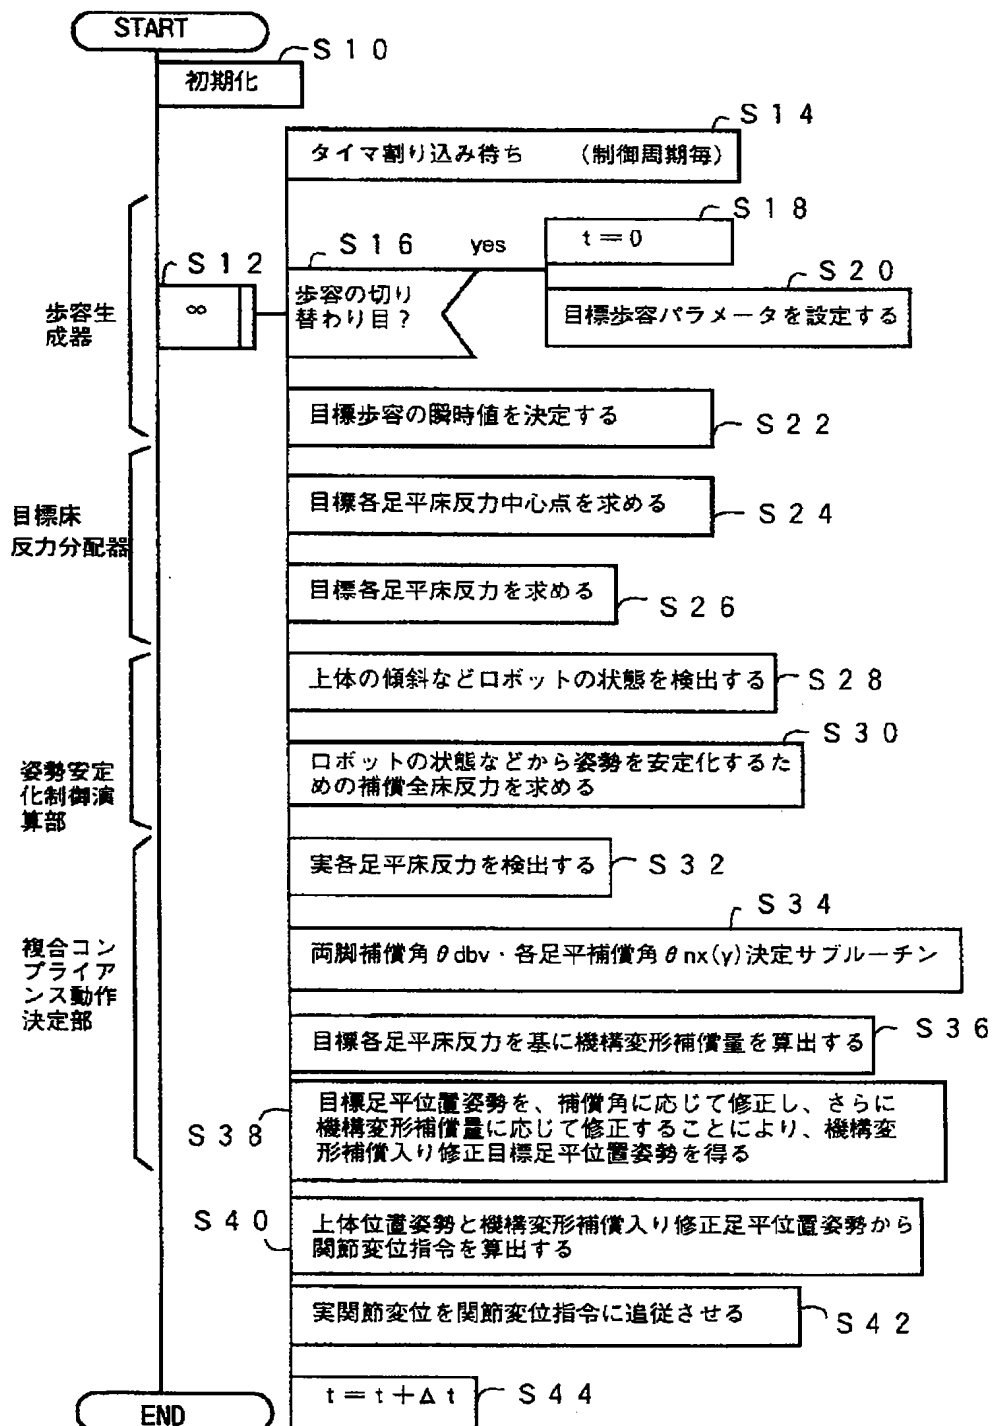 START
S10
初期化
S14
タイマ割り込み待ち (制御周期毎)
S18
t=0
S16
yes
S12
∞
歩容の切り
替わり目?
S20
目標歩容パラメータを設定する
歩容生
成器
目標歩容の瞬時値を決定する
S22
目標各足平床反力中心点を求める
S24
目標床
反力分配器
目標各足平床反力を求める
S26
上体の傾斜などロボットの状態を検出する
S28
S30
ロボットの状態などから姿勢を安定化するた
めの補償全床反力を求める
姿勢安定
化制御演
算部
実各足平床反力を検出する
S32
S34
両脚補償角θdbv・各足平補償角θnx(y)決定サブルーチン
複合コン
プライア
ンス動作
決定部
目標各足平床反力を基に機構変形補償量を算出する
S36
目標足平位置姿勢を、補償角に応じて修正し、さらに
機構変形補償量に応じて修正することにより、機構変
形補償入り修正目標足平位置姿勢を得る
S38
S40
上体位置姿勢と機構変形補償入り修正足平位置姿勢から
関節変位指令を算出する
実関節変位を関節変位指令に追従させる
S42
t=t+Δt
S44
END